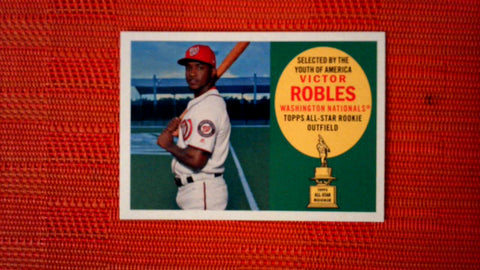 SELECTED BY THE
YOUTH OF AMERICA
VICTOR
ROBLES
WASHINGTON NATIONALS®
TOPPS ALL-STAR ROOKIE
OUTFIELD
TOPPS
ALL-STAR
ROOKIE
W
W
NATIONALS